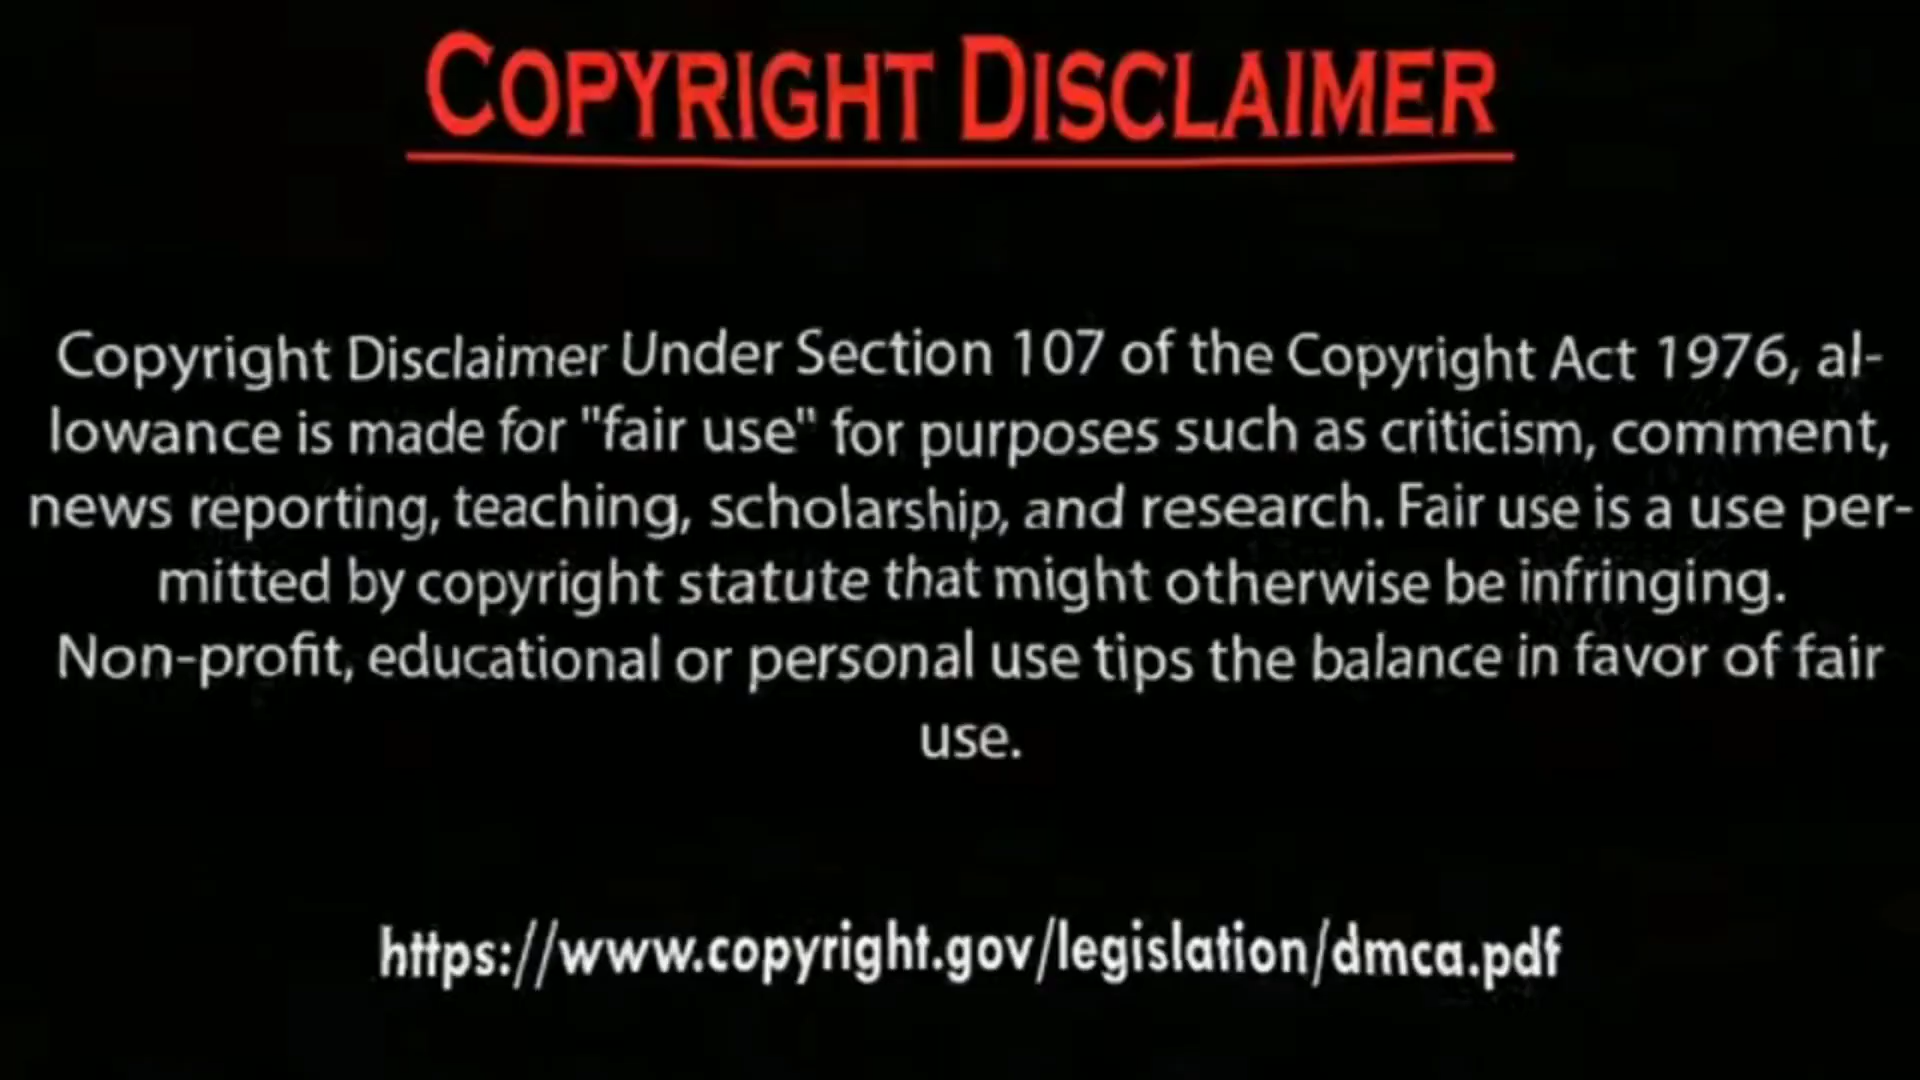 COPYRIGHT DISCLAIMER
Copyright Disclaimer Under Section 107 of the Copyright Act 1976, al-
lowance is made for "fair use" for purposes such as criticism, comment,
news reporting, teaching, scholarship, and research. Fair use is a use per-
mitted by copyright statute that might otherwise be infringing.
Non-profit, educational or personal use tips the balance in favor of fair
use.
https://www.copyright.gov/legislation/dmca.pdf